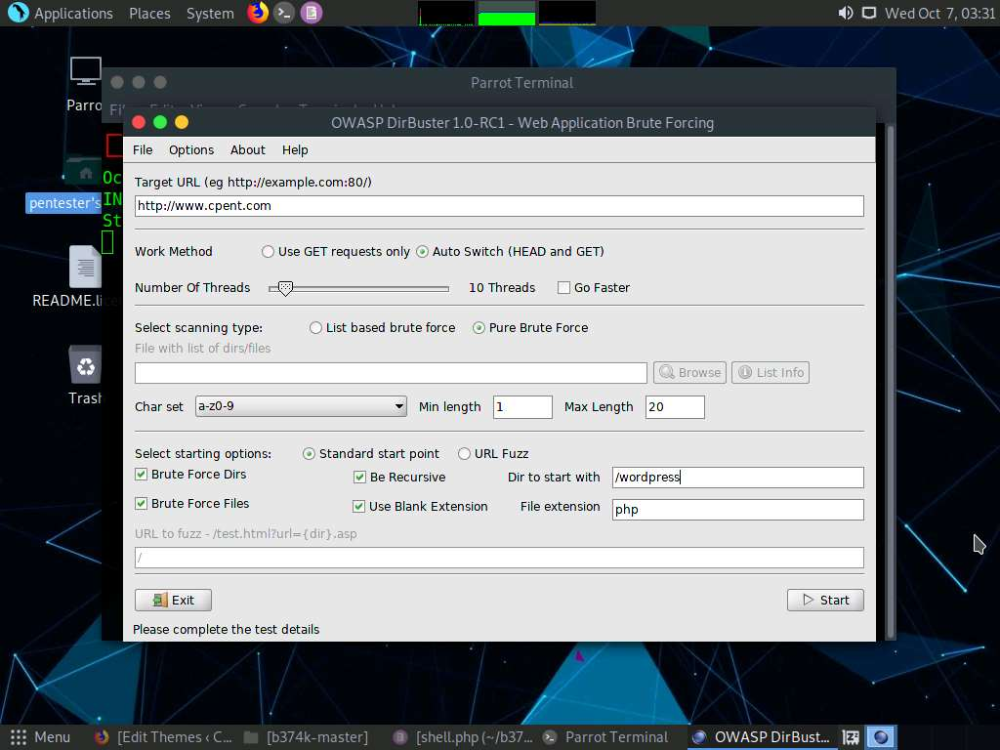 Applications Places System Wed Oct 7, 03:31
Parrot Terminal
Parro
File Edit View Search Terminal Help
OWASP DirBuster 1.0-RC1 - Web Application Brute Forcing
File Options About Help
Oc
Target URL (eg http://example.com:80/)
pentester's
IN
http://www.cpent.com
St
Work Method Use GET requests only Auto Switch (HEAD and GET)
Number Of Threads 10 Threads Go Faster
README.li
Select scanning type: List based brute force Pure Brute Force
File with list of dirs/files
Browse List Info
Trash
Char set a-z0-9 Min length 1 Max Length 20
Select starting options: Standard start point URL Fuzz
Brute Force Dirs Be Recursive Dir to start with /wordpress
Brute Force Files Use Blank Extension File extension php
URL to fuzz - /test.html?url={dir}.asp
/
Exit Start
Please complete the test details
Menu [Edit Themes ‹ C... [b374k-master] [shell.php (~/b37... Parrot Terminal OWASP DirBust...